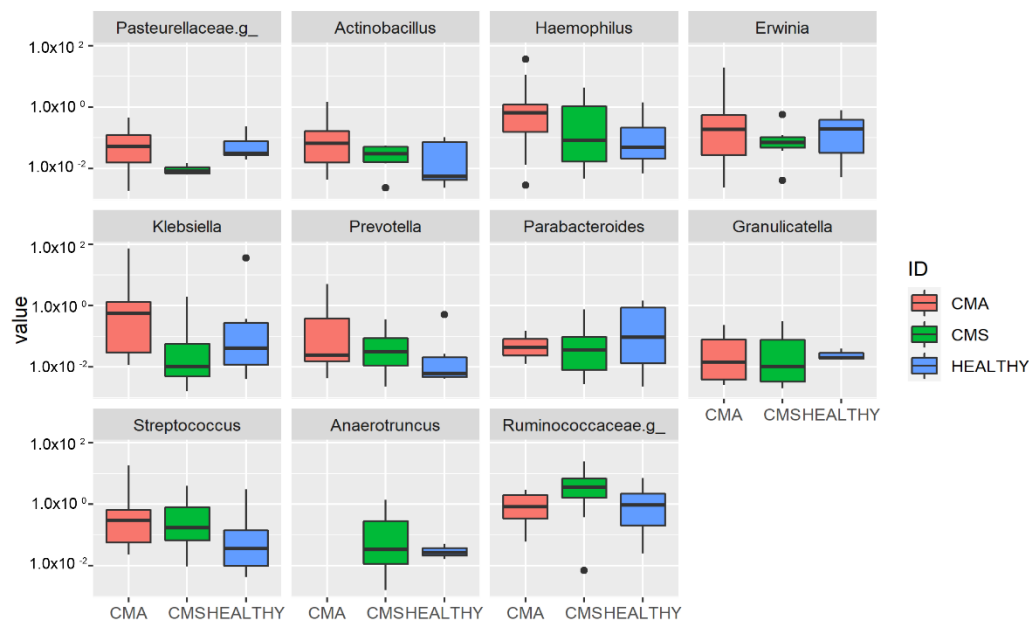 Pasteurellaceae.g_ Actinobacillus Haemophilus Erwinia
1.0x10 2
1.0x10 0
1.0x10 -2
Klebsiella Prevotella Parabacteroides Granulicatella
1.0x10 2
1.0x10 0
1.0x10 -2
value
ID
CMA
CMS
HEALTHY
CMA CMSHEALTHY
Streptococcus Anaerotruncus Ruminococcaceae.g_
1.0x10 2
1.0x10 0
1.0x10 -2
CMA CMSHEALTHY CMA CMSHEALTHY CMA CMSHEALTHY